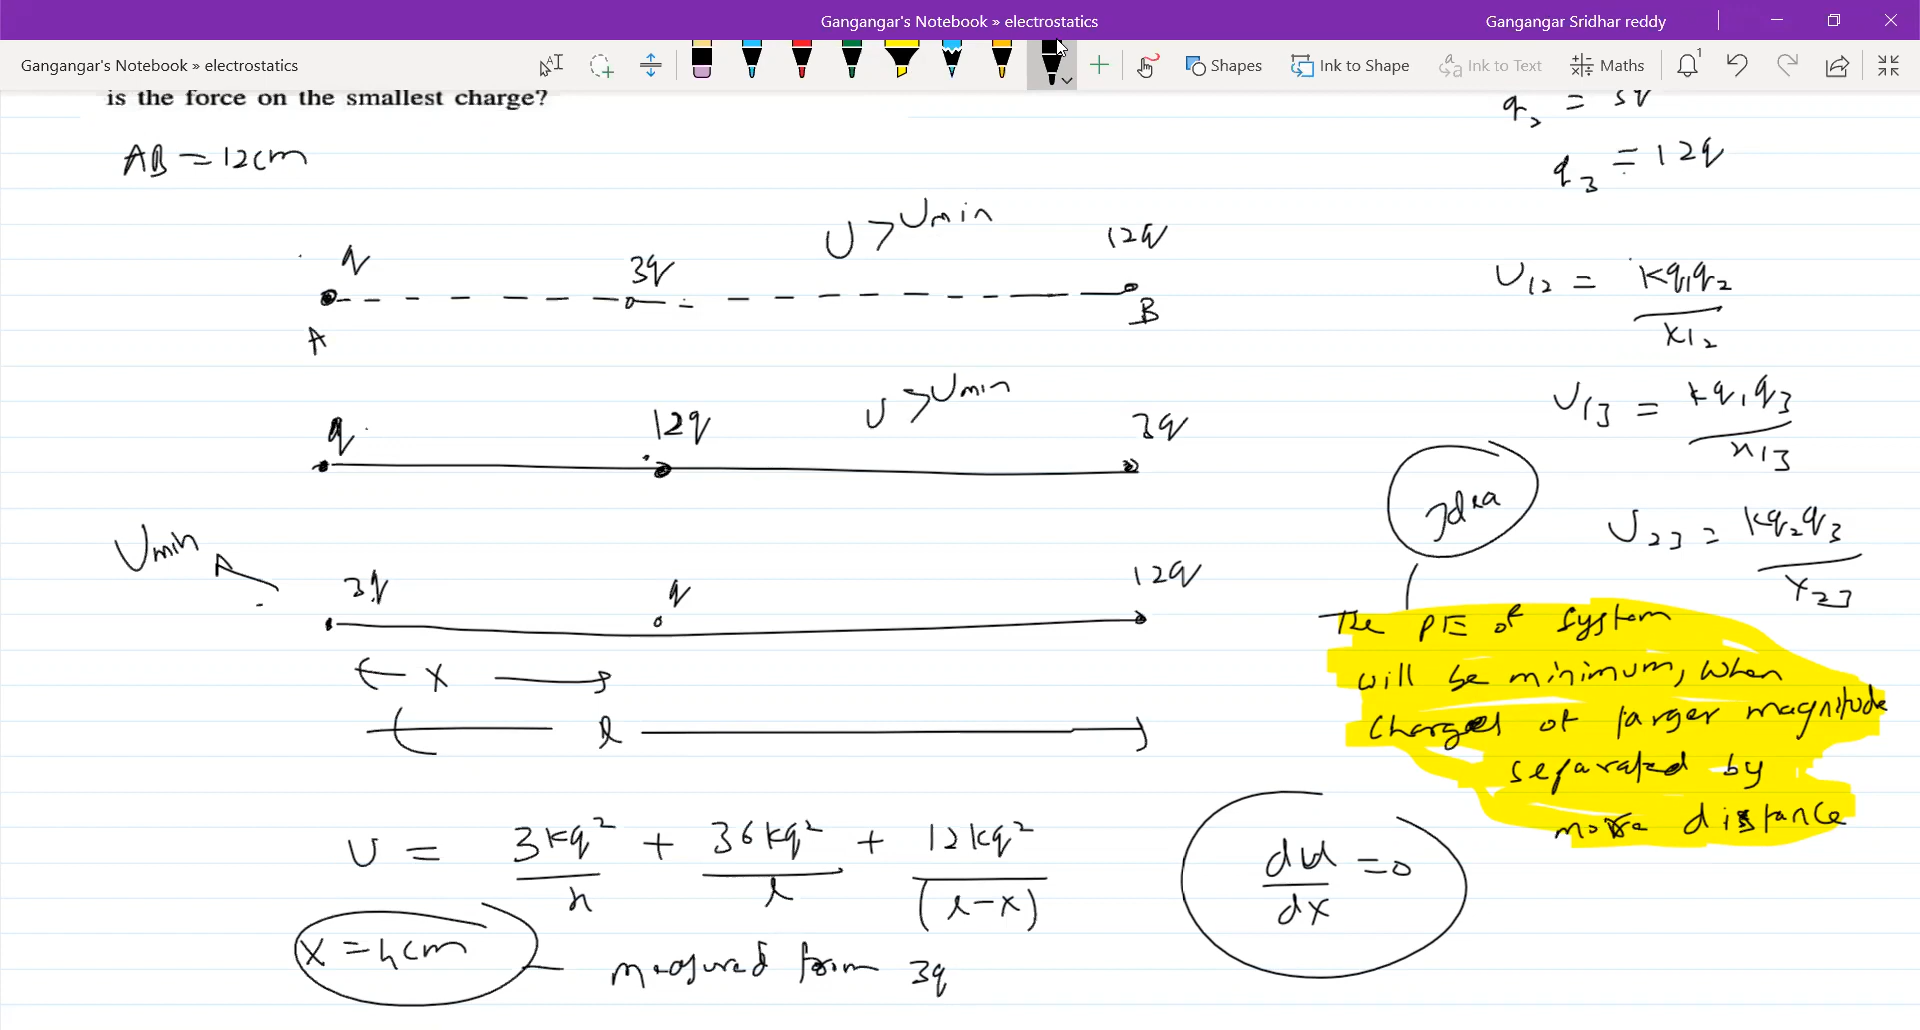 Gangangar's Notebook » electrostatics
Gangangar Sridhar reddy
Gangangar's Notebook » electrostatics
Shapes
Ink to Shape
Ink to Text
Maths
1
is the force on the smallest charge?
q2 = 3q
AB = 12cm
q3 = 12q
U > Umin
q
3q
12q
A
B
U12 = kq1q2 / x12
U > Umin
q
12q
3q
U13 = kq1q3 / x13
Idea
U23 = kq2q3 / x23
Umin
3q
q
12q
x
l
The PE of system
will be minimum, when
charges of larger magnitude
separated by
more distance
U = 3kq²/x + 36kq²/l + 12kq²/(l-x)
du/dx = 0
x = 4cm
measured from 3q